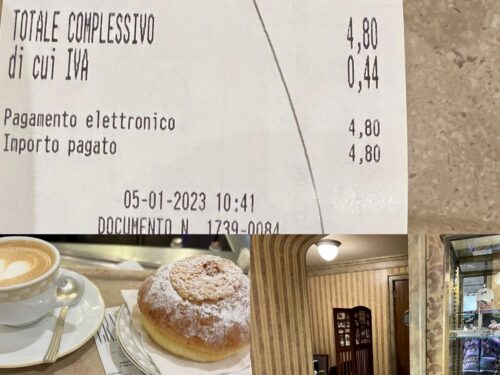 TOTALE COMPLESSIVO 4,80
di cui IVA 0,44
Pagamento elettronico 4,80
Importo pagato 4,80
05-01-2023 10:41
DOCUMENTO N. 1739-0084